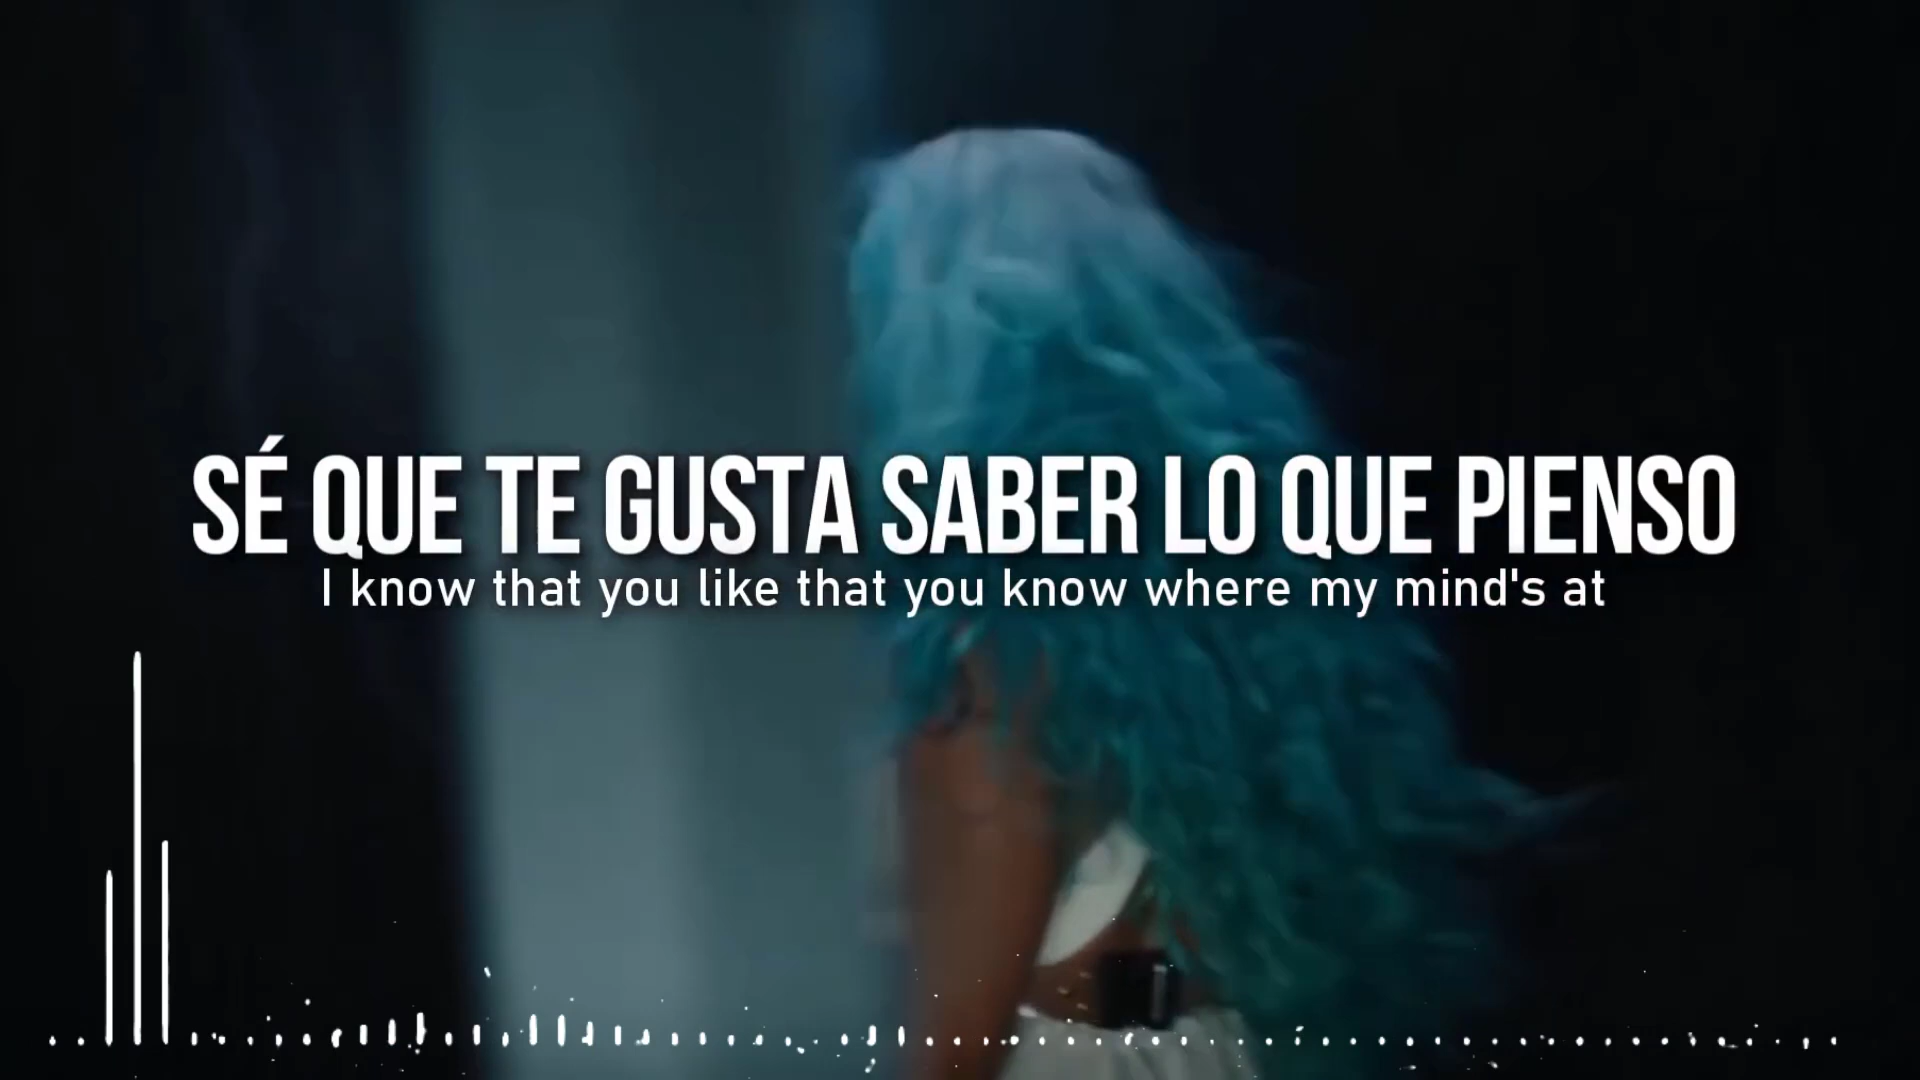 SÉ QUE TE GUSTA SABER LO QUE PIENSO
I know that you like that you know where my mind's at